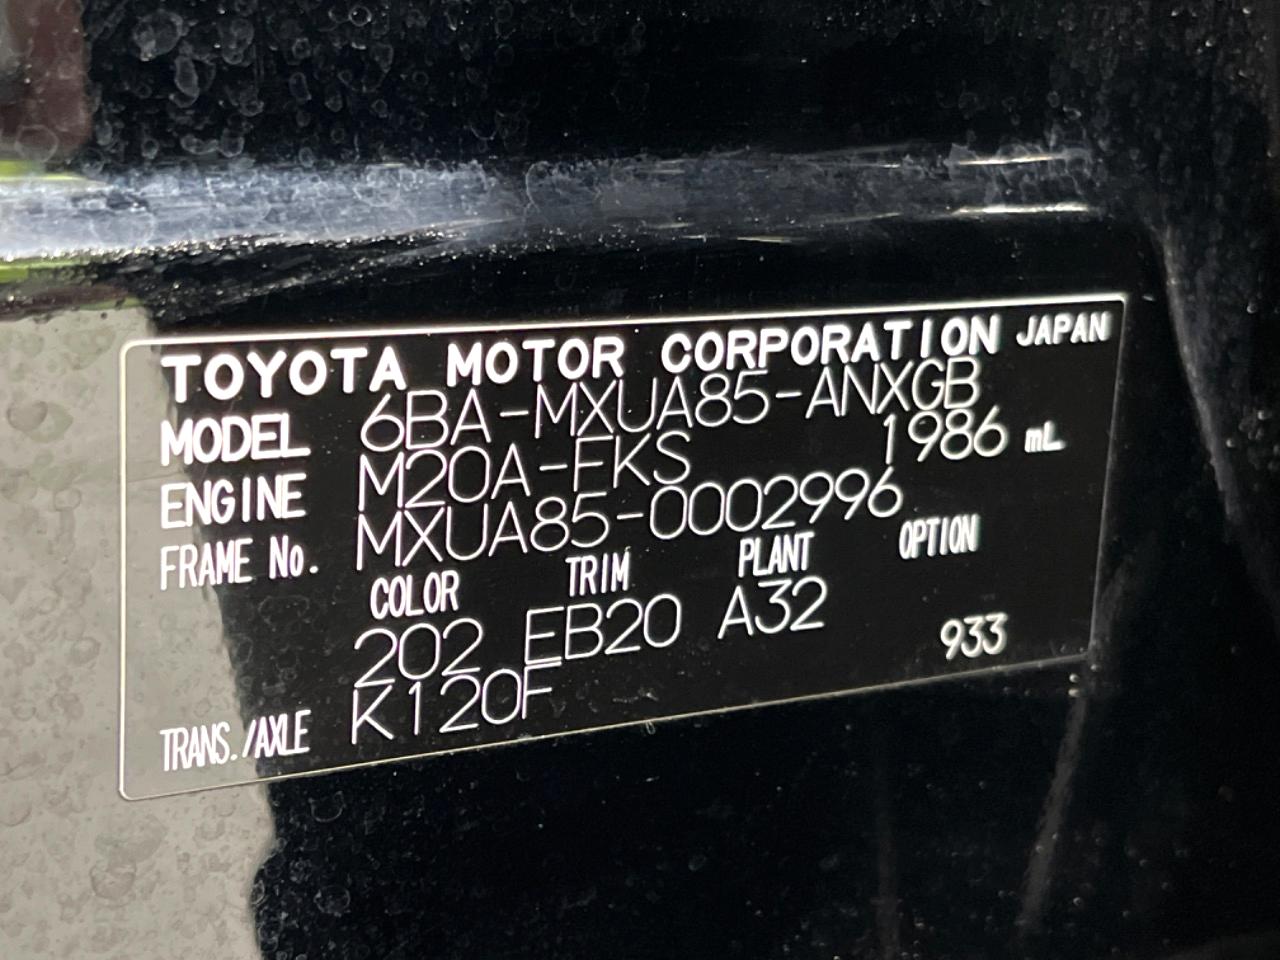 TOYOTA MOTOR CORPORATION JAPAN
MODEL 6BA-MXUA85-ANXGB
ENGINE M20A-FKS 1986 mL
FRAME No. MXUA85-0002996
COLOR TRIM PLANT OPTION
202 EB20 A32 933
TRANS./AXLE K120F